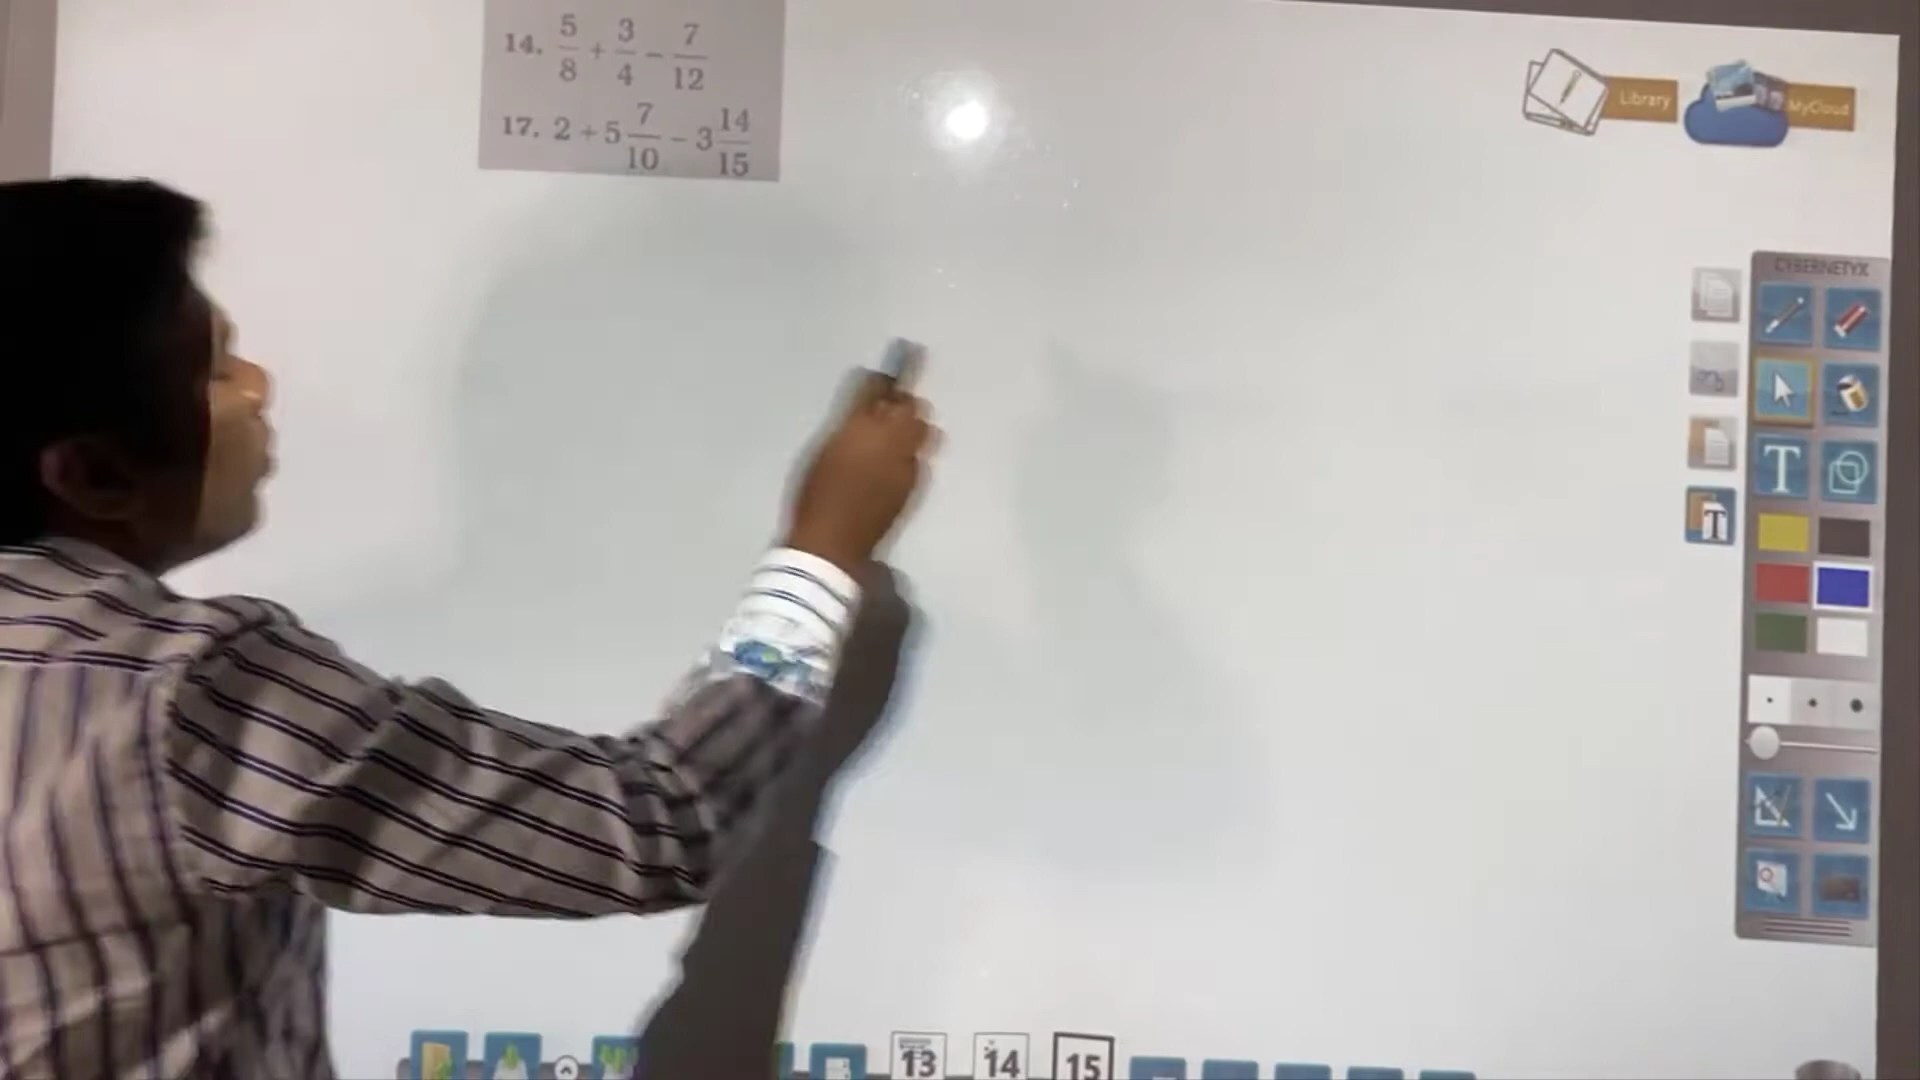 14. 5/8 + 3/4 − 7/12
17. 2 + 5 7/10 − 3 14/15
Library
MyCloud
CYBERNETYX
T
T
13
14
15